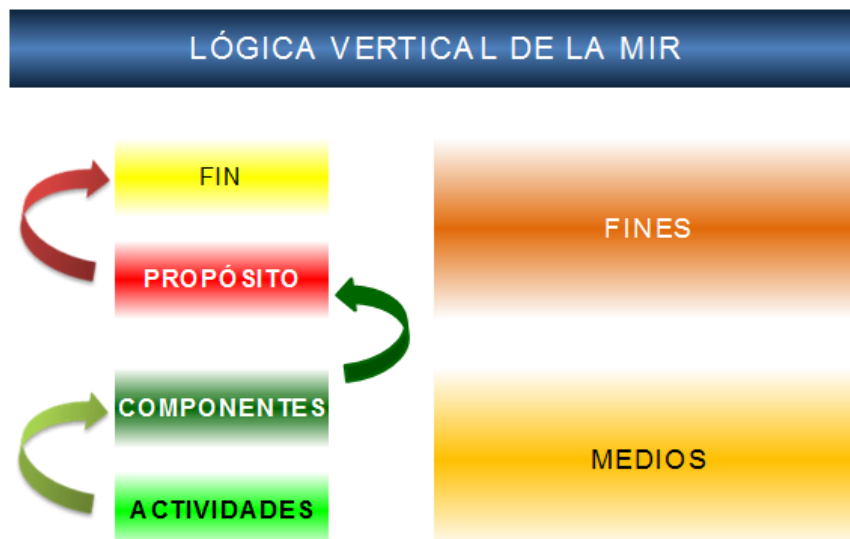 LÓGICA VERTICAL DE LA MIR
FIN
FINES
PROPÓSITO
COMPONENTES
MEDIOS
ACTIVIDADES